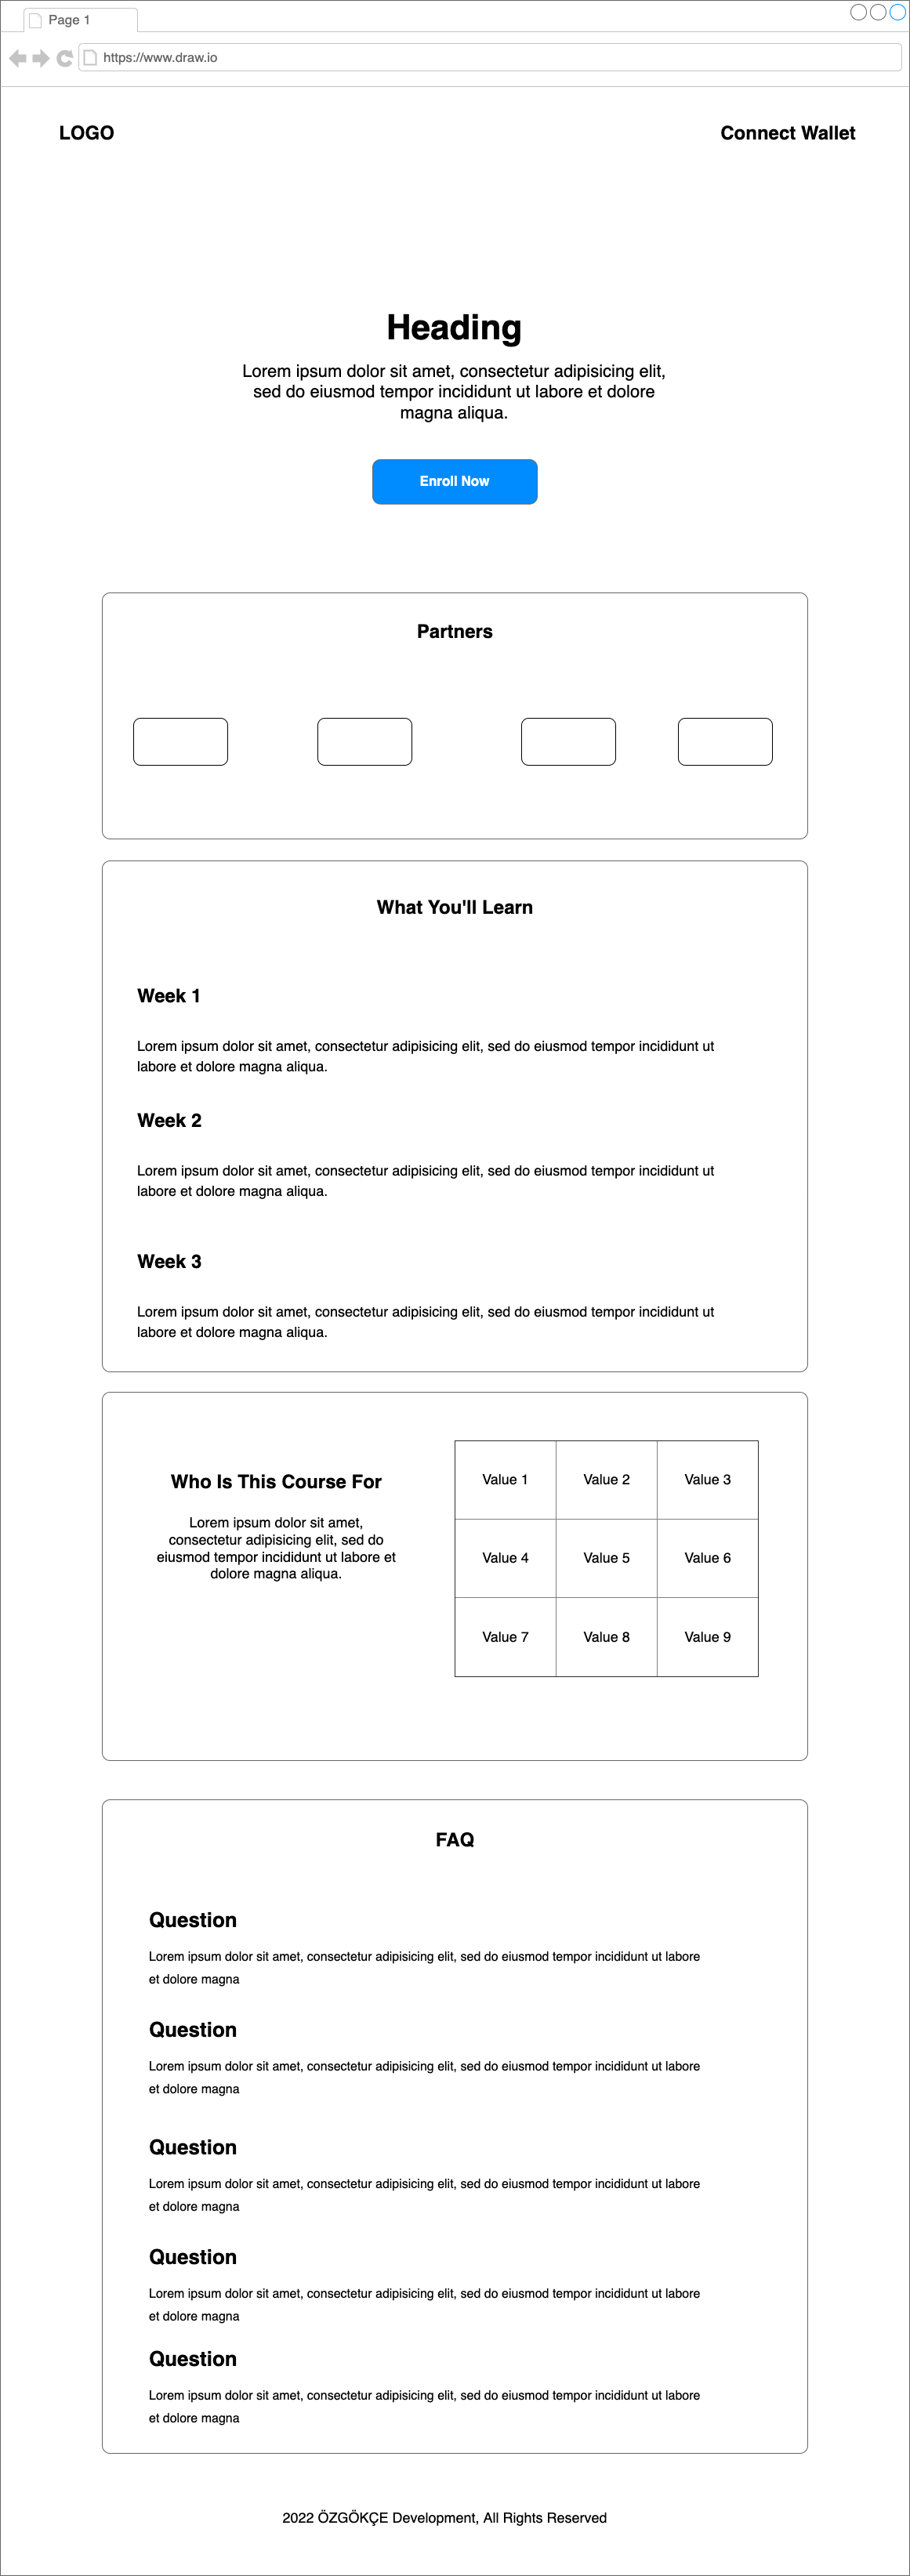 Page 1
https://www.draw.io
LOGO
Connect Wallet
Heading
Lorem ipsum dolor sit amet, consectetur adipisicing elit,
sed do eiusmod tempor incididunt ut labore et dolore
magna aliqua.
Enroll Now
Partners
What You'll Learn
Week 1
Lorem ipsum dolor sit amet, consectetur adipisicing elit, sed do eiusmod tempor incididunt ut
labore et dolore magna aliqua.
Week 2
Lorem ipsum dolor sit amet, consectetur adipisicing elit, sed do eiusmod tempor incididunt ut
labore et dolore magna aliqua.
Week 3
Lorem ipsum dolor sit amet, consectetur adipisicing elit, sed do eiusmod tempor incididunt ut
labore et dolore magna aliqua.
Who Is This Course For
Lorem ipsum dolor sit amet,
consectetur adipisicing elit, sed do
eiusmod tempor incididunt ut labore et
dolore magna aliqua.
Value 1 Value 2 Value 3
Value 4 Value 5 Value 6
Value 7 Value 8 Value 9
FAQ
Question
Lorem ipsum dolor sit amet, consectetur adipisicing elit, sed do eiusmod tempor incididunt ut labore
et dolore magna
Question
Lorem ipsum dolor sit amet, consectetur adipisicing elit, sed do eiusmod tempor incididunt ut labore
et dolore magna
Question
Lorem ipsum dolor sit amet, consectetur adipisicing elit, sed do eiusmod tempor incididunt ut labore
et dolore magna
Question
Lorem ipsum dolor sit amet, consectetur adipisicing elit, sed do eiusmod tempor incididunt ut labore
et dolore magna
Question
Lorem ipsum dolor sit amet, consectetur adipisicing elit, sed do eiusmod tempor incididunt ut labore
et dolore magna
2022 ÖZGÖKÇE Development, All Rights Reserved